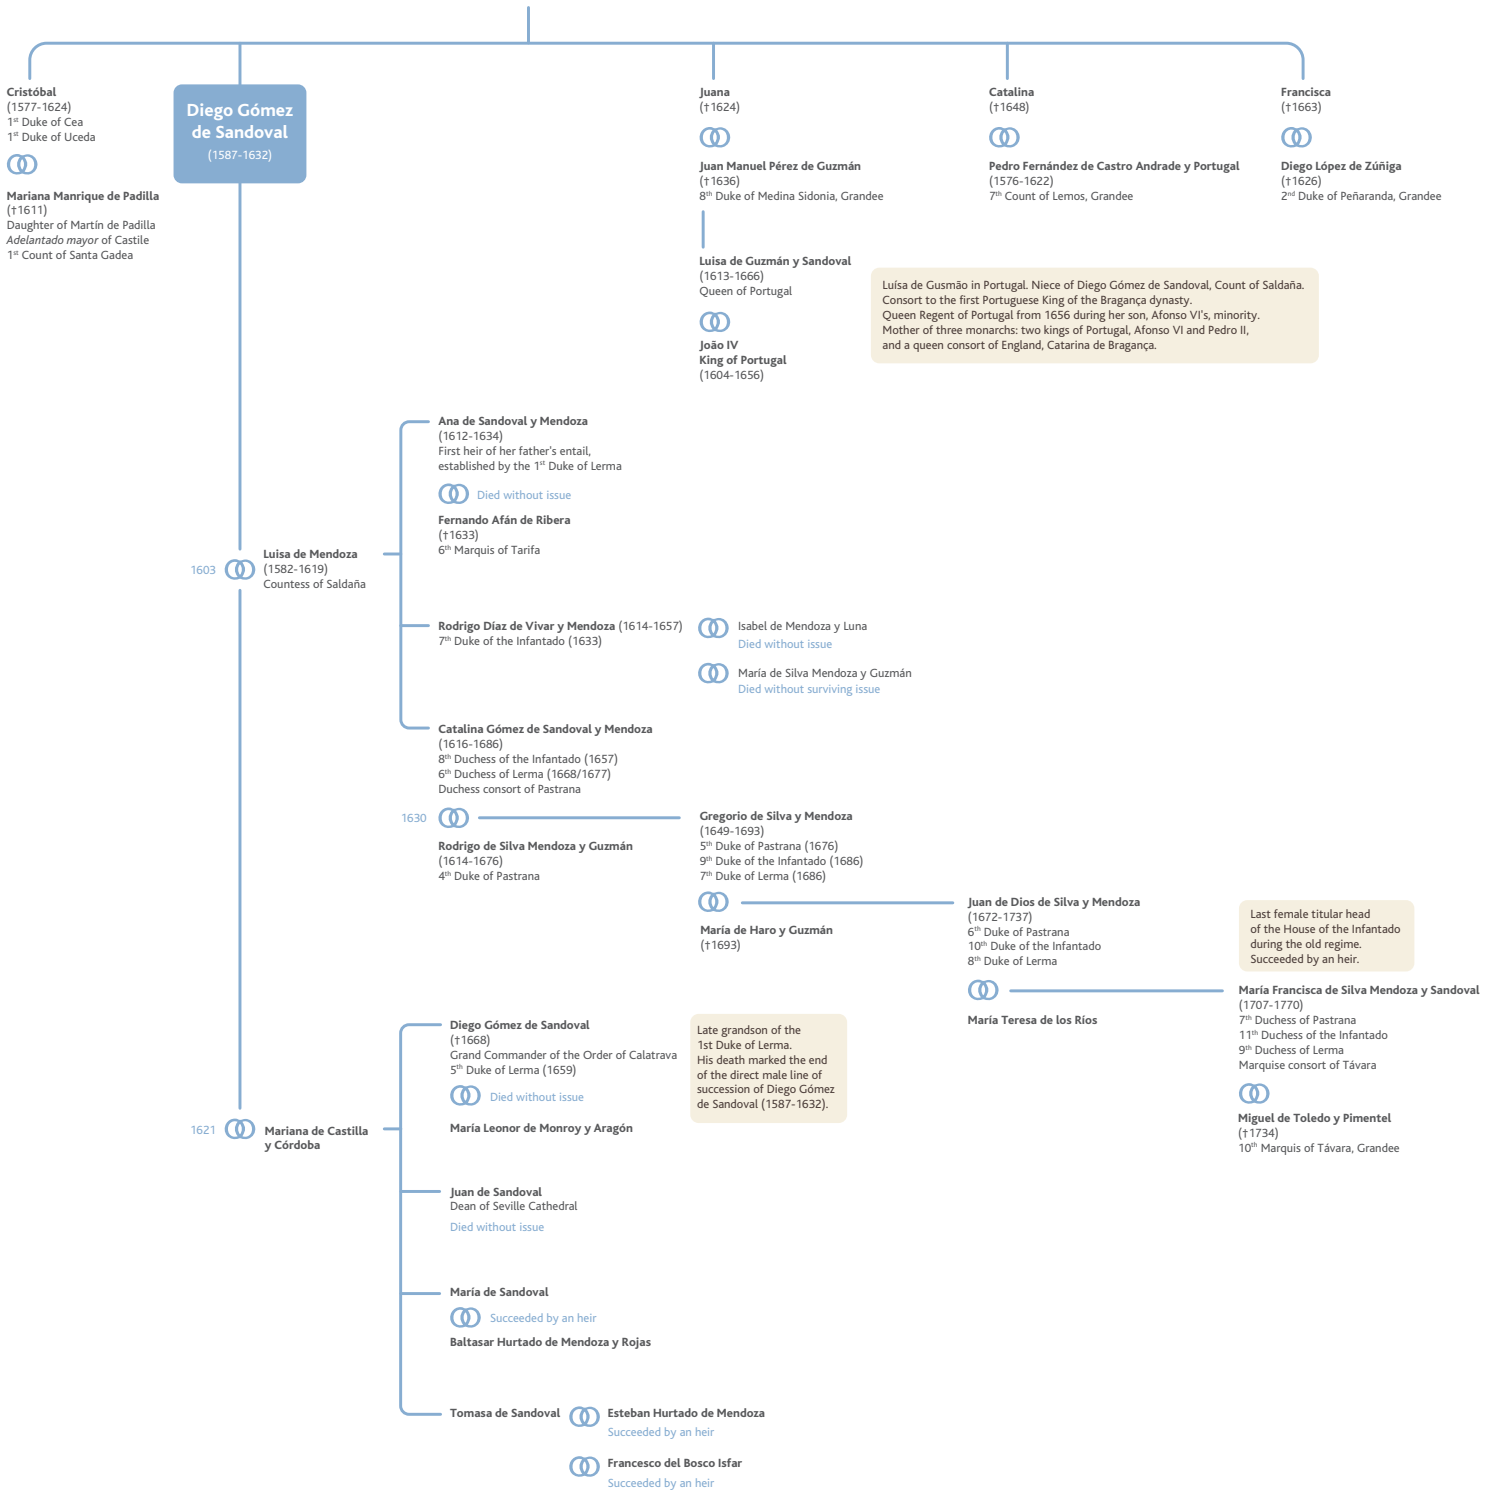 Cristóbal
(1577-1624)
1st Duke of Cea
1st Duke of Uceda
Mariana Manrique de Padilla
(†1611)
Daughter of Martín de Padilla
Adelantado mayor of Castile
1st Count of Santa Gadea
Diego Gómez
de Sandoval
(1587-1632)
Juana
(†1624)
Juan Manuel Pérez de Guzmán
(†1636)
8th Duke of Medina Sidonia, Grandee
Luisa de Guzmán y Sandoval
(1613-1666)
Queen of Portugal
João IV
King of Portugal
(1604-1656)
Catalina
(†1648)
Pedro Fernández de Castro Andrade y Portugal
(1576-1622)
7th Count of Lemos, Grandee
Francisca
(†1663)
Diego López de Zúñiga
(†1626)
2nd Duke of Peñaranda, Grandee
Luísa de Gusmão in Portugal. Niece of Diego Gómez de Sandoval, Count of Saldaña.
Consort to the first Portuguese King of the Bragança dynasty.
Queen Regent of Portugal from 1656 during her son, Afonso VI's, minority.
Mother of three monarchs: two kings of Portugal, Afonso VI and Pedro II,
and a queen consort of England, Catarina de Bragança.
1603
Luisa de Mendoza
(1582-1619)
Countess of Saldaña
Ana de Sandoval y Mendoza
(1612-1634)
First heir of her father's entail,
established by the 1st Duke of Lerma
Died without issue
Fernando Afán de Ribera
(†1633)
6th Marquis of Tarifa
Rodrigo Díaz de Vivar y Mendoza (1614-1657)
7th Duke of the Infantado (1633)
Isabel de Mendoza y Luna
Died without issue
María de Silva Mendoza y Guzmán
Died without surviving issue
Catalina Gómez de Sandoval y Mendoza
(1616-1686)
8th Duchess of the Infantado (1657)
6th Duchess of Lerma (1668/1677)
Duchess consort of Pastrana
1630
Rodrigo de Silva Mendoza y Guzmán
(1614-1676)
4th Duke of Pastrana
Gregorio de Silva y Mendoza
(1649-1693)
5th Duke of Pastrana (1676)
9th Duke of the Infantado (1686)
7th Duke of Lerma (1686)
María de Haro y Guzmán
(†1693)
Juan de Dios de Silva y Mendoza
(1672-1737)
6th Duke of Pastrana
10th Duke of the Infantado
8th Duke of Lerma
María Teresa de los Ríos
Last female titular head
of the House of the Infantado
during the old regime.
Succeeded by an heir.
María Francisca de Silva Mendoza y Sandoval
(1707-1770)
7th Duchess of Pastrana
11th Duchess of the Infantado
9th Duchess of Lerma
Marquise consort of Távara
Miguel de Toledo y Pimentel
(†1734)
10th Marquis of Távara, Grandee
1621
Mariana de Castilla
y Córdoba
Diego Gómez de Sandoval
(†1668)
Grand Commander of the Order of Calatrava
5th Duke of Lerma (1659)
Died without issue
María Leonor de Monroy y Aragón
Late grandson of the
1st Duke of Lerma.
His death marked the end
of the direct male line of
succession of Diego Gómez
de Sandoval (1587-1632).
Juan de Sandoval
Dean of Seville Cathedral
Died without issue
María de Sandoval
Succeeded by an heir
Baltasar Hurtado de Mendoza y Rojas
Tomasa de Sandoval
Esteban Hurtado de Mendoza
Succeeded by an heir
Francesco del Bosco Isfar
Succeeded by an heir